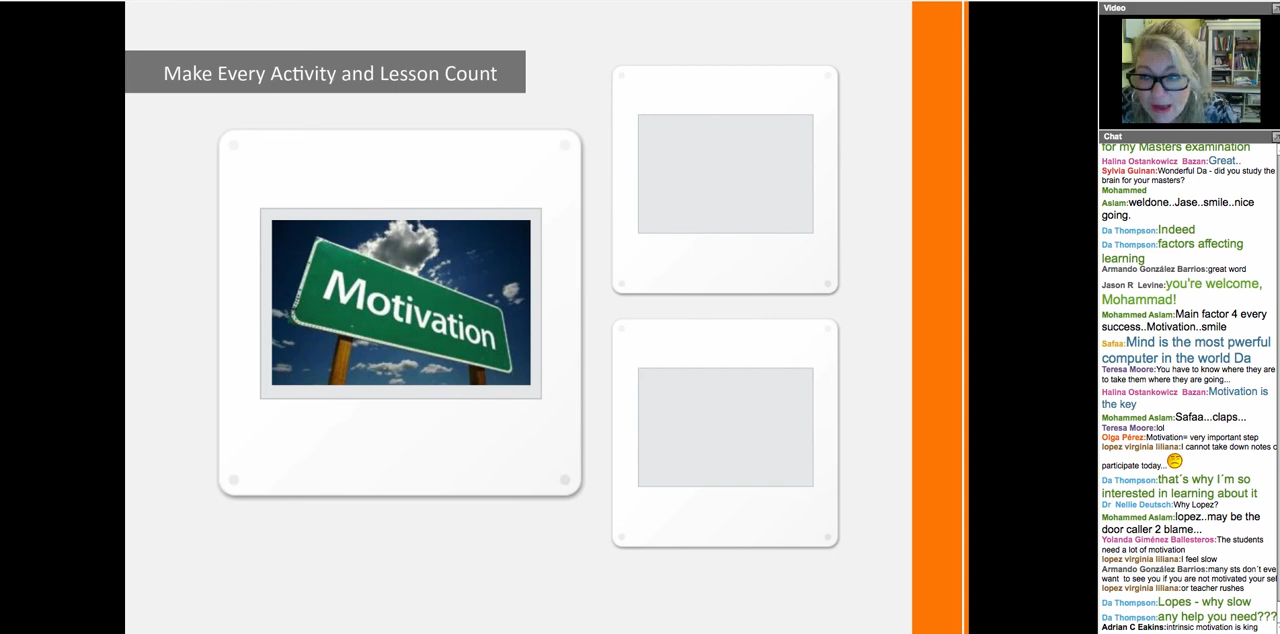 Make Every Activity and Lesson Count
Motivation
Video
Chat
for my Masters examination
Halina Ostankowicz Bazan:Great..
Sylvia Guinan:Wonderful Da - did you study the
brain for your masters?
Mohammed
Aslam:weldone..Jase..smile..nice
going.
Da Thompson:Indeed
Da Thompson:factors affecting
learning
Armando González Barrios:great word
Jason R Levine:you're welcome,
Mohammad!
Mohammed Aslam:Main factor 4 every
success..Motivation..smile
Safaa:Mind is the most pwerful
computer in the world Da
Teresa Moore:You have to know where they are
to take them where they are going...
Halina Ostankowicz Bazan:Motivation is
the key
Mohammed Aslam:Safaa...claps...
Teresa Moore:lol
Olga Pérez:Motivation= very important step
lopez virginia liliana:I cannot take down notes
participate today...
Da Thompson:that´s why I´m so
interested in learning about it
Dr Nellie Deutsch:Why Lopez?
Mohammed Aslam:lopez..may be the
door caller 2 blame...
Yolanda Giménez Ballesteros:The students
need a lot of motivation
lopez virginia liliana:I feel slow
Armando González Barrios:many sts don´t eve
want to see you if you are not motivated your sel
lopez virginia liliana:or teacher rushes
Da Thompson:Lopes - why slow
Da Thompson:any help you need???
Adrian C Eakins:intrinsic motivation is king